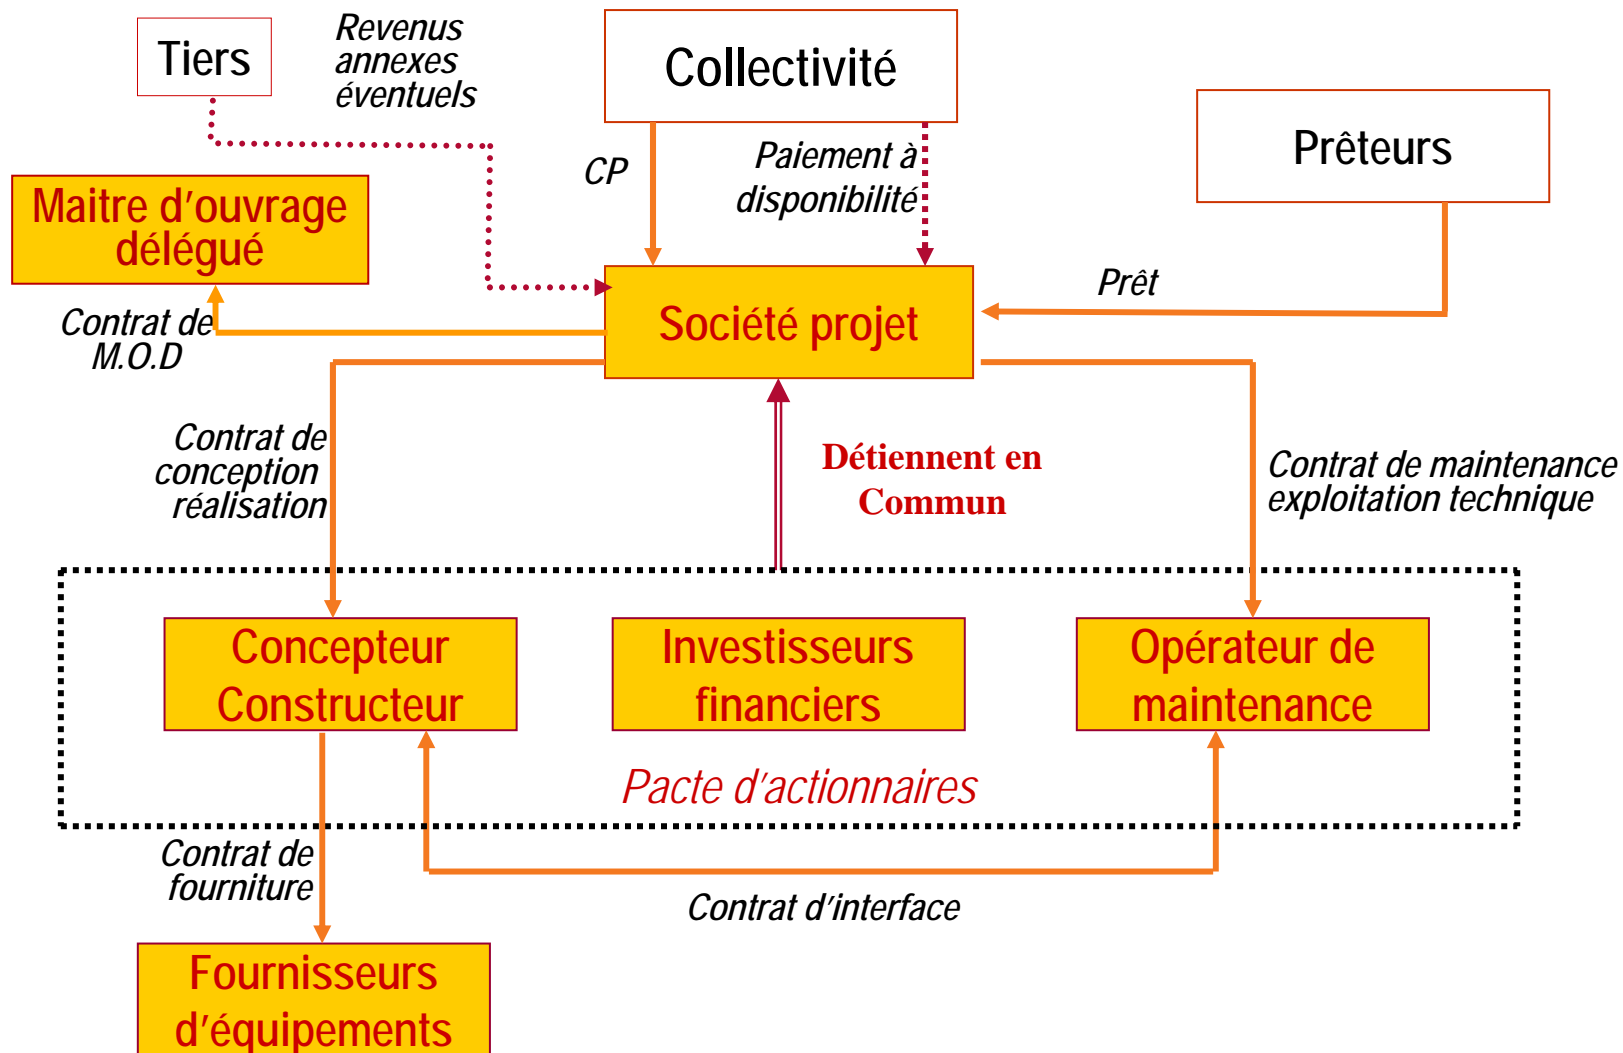 Tiers
Revenus
annexes
éventuels
Collectivité
Prêteurs
CP
Paiement à
disponibilité
Maitre d'ouvrage
délégué
Prêt
Société projet
Contrat de
M.O.D
Contrat de
conception
réalisation
Détiennent en
Commun
Contrat de maintenance
exploitation technique
Concepteur
Constructeur
Investisseurs
financiers
Opérateur de
maintenance
Pacte d'actionnaires
Contrat de
fourniture
Contrat d'interface
Fournisseurs
d'équipements